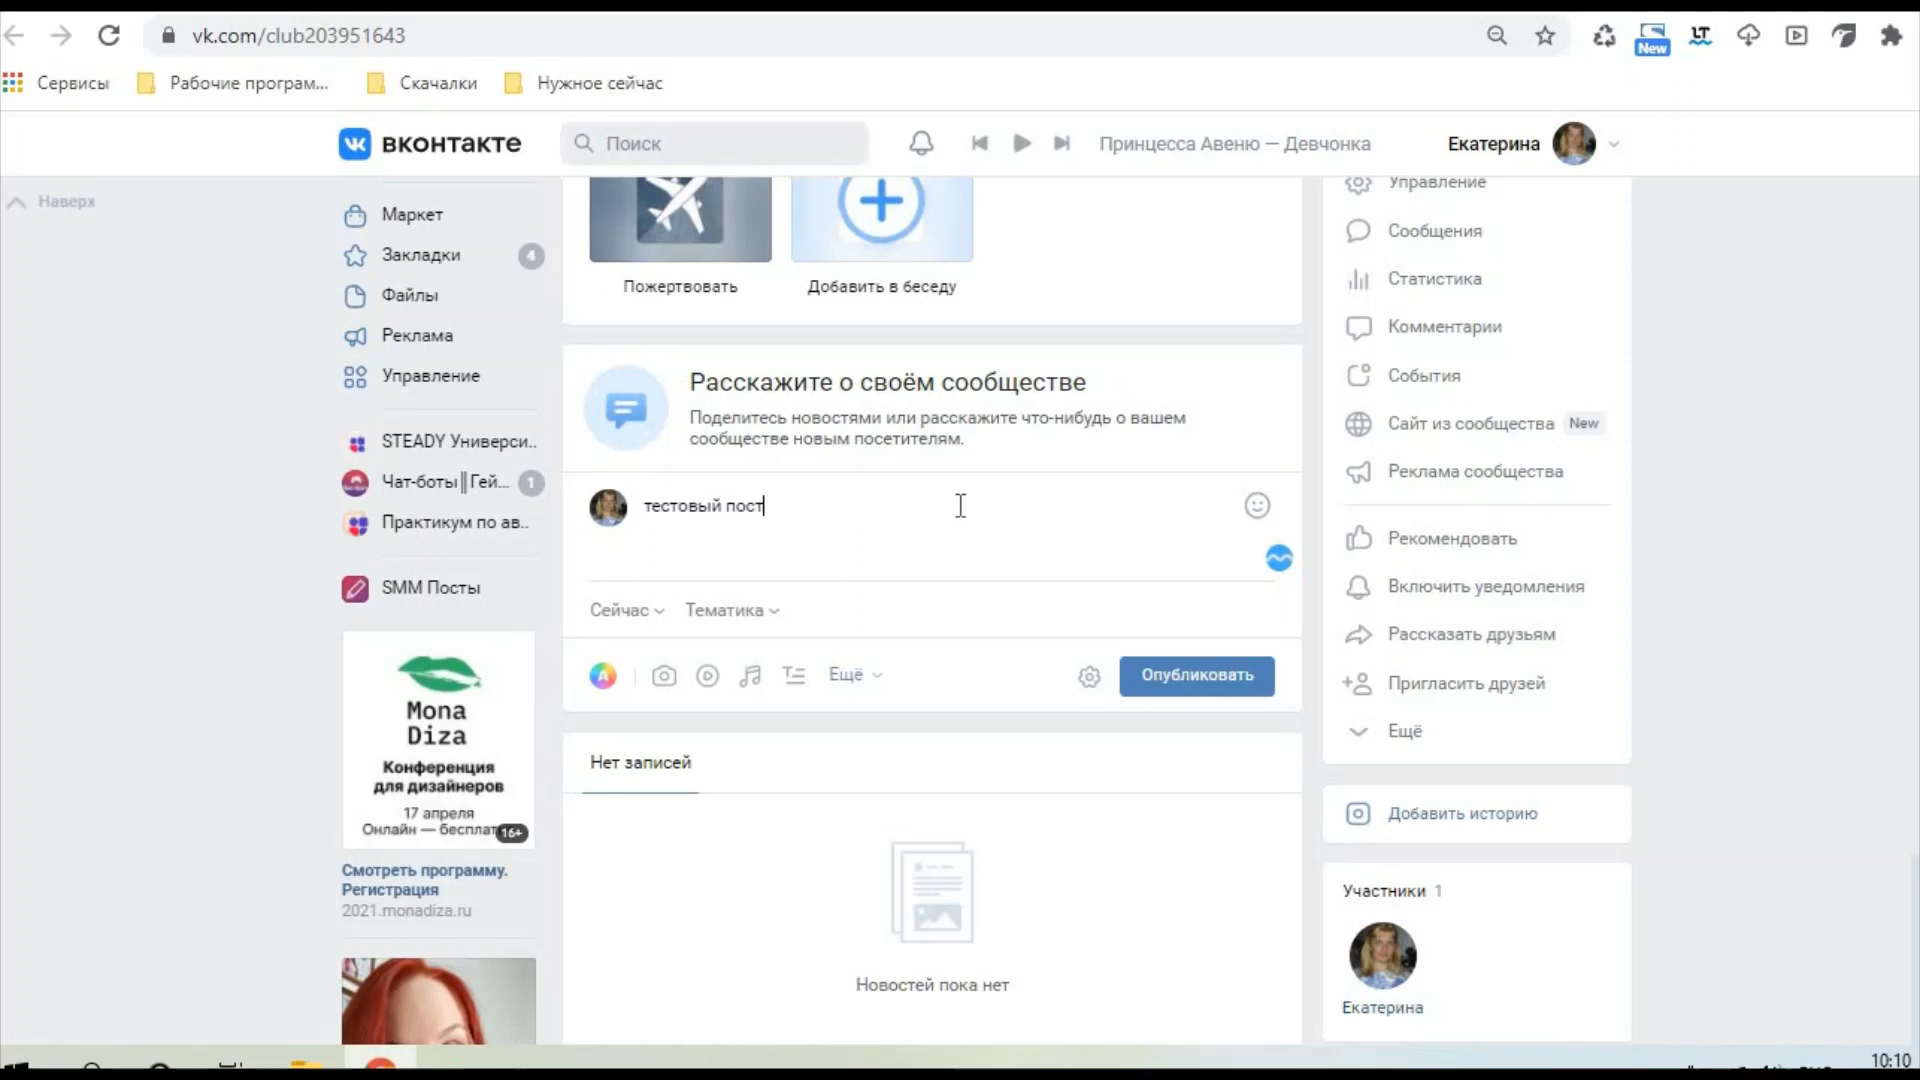 vk.com/club203951643
New
LT
Сервисы
Рабочие програм...
Скачалки
Нужное сейчас
вконтакте
Поиск
Принцесса Авеню — Девчонка
Екатерина
Наверх
Маркет
Закладки 4
Файлы
Реклама
Управление
STEADY Универси..
Чат-боты║Гей... 1
Практикум по ав..
SMM Посты
Mona
Diza
Конференция
для дизайнеров
17 апреля
Онлайн — бесплат
16+
Смотреть программу.
Регистрация
2021.monadiza.ru
Пожертвовать
Добавить в беседу
Расскажите о своём сообществе
Поделитесь новостями или расскажите что-нибудь о вашем
сообществе новым посетителям.
тестовый пост
Сейчас
Тематика
Ещё
Опубликовать
Нет записей
Новостей пока нет
Управление
Сообщения
Статистика
Комментарии
События
Сайт из сообщества New
Реклама сообщества
Рекомендовать
Включить уведомления
Рассказать друзьям
Пригласить друзей
Ещё
Добавить историю
Участники 1
Екатерина
10:10